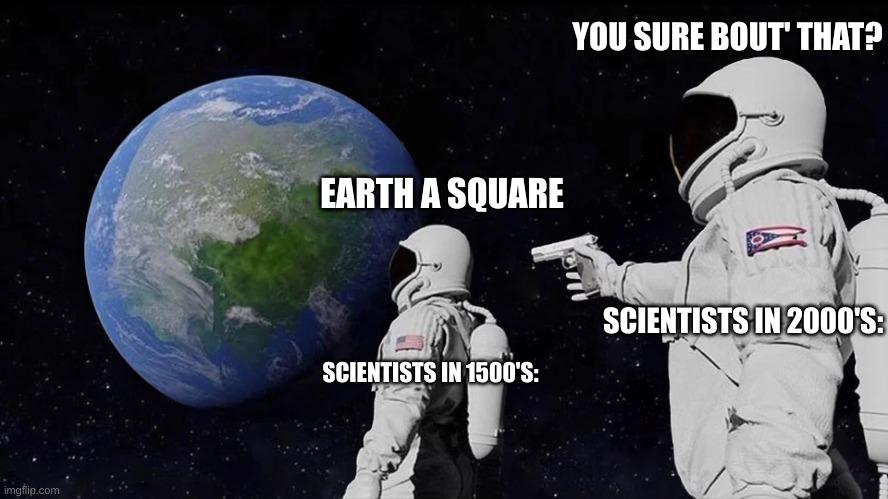 YOU SURE BOUT' THAT?
EARTH A SQUARE
SCIENTISTS IN 2000'S:
SCIENTISTS IN 1500'S:
imgflip.com